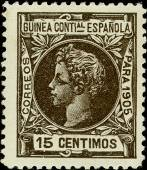 GUINEA CONTIAL ESPAÑOLA
CORREOS
PARA 1905
15 CENTIMOS